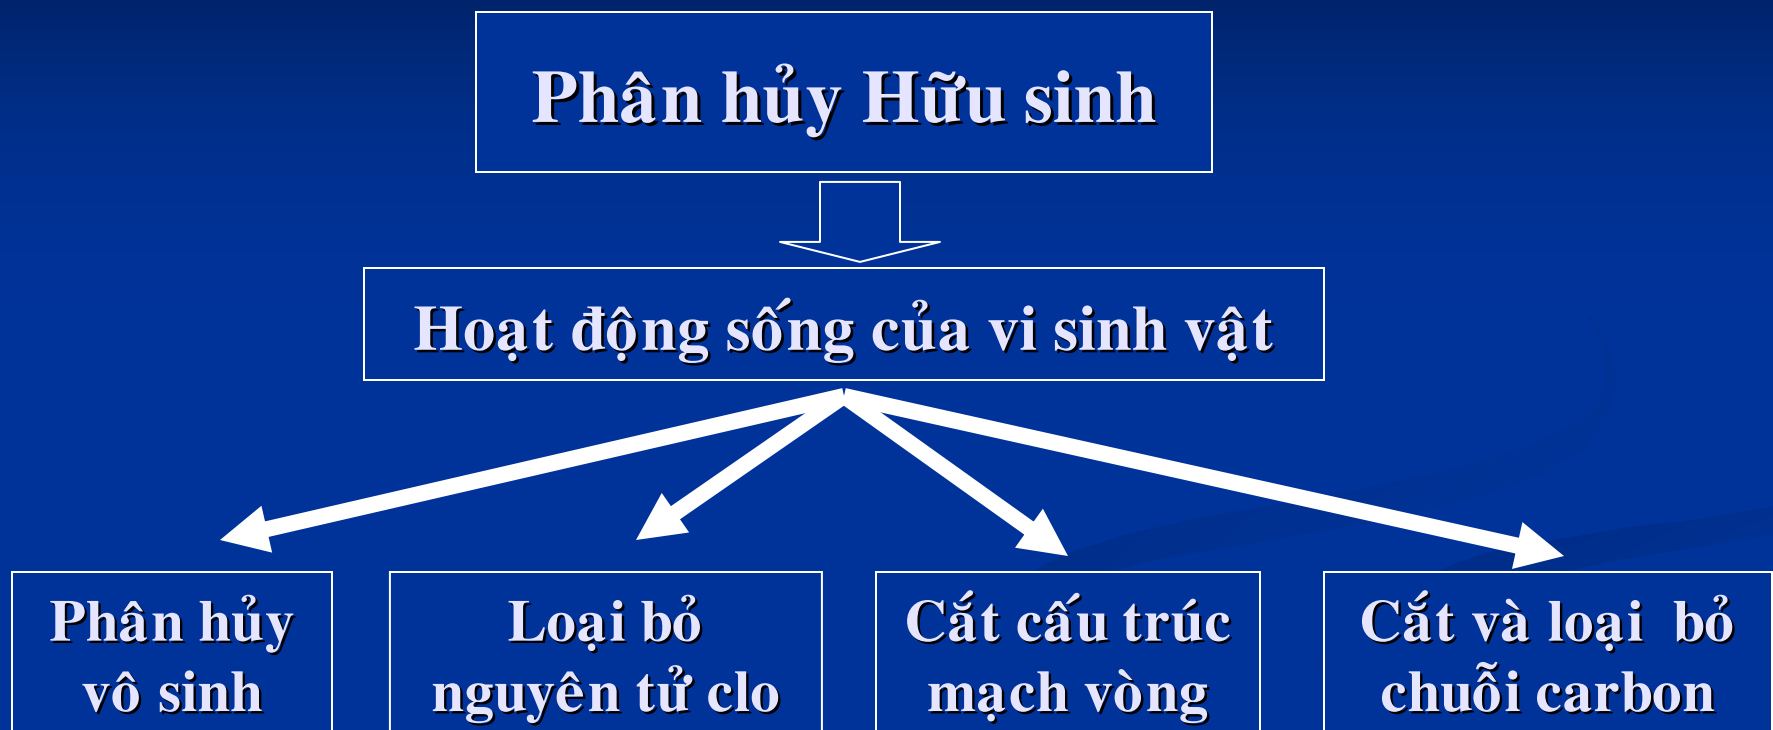 Phân hủy Hữu sinh
Hoạt động sống của vi sinh vật
Phân hủy
vô sinh
Loại bỏ
nguyên tử clo
Cắt cấu trúc
mạch vòng
Cắt và loại bỏ
chuỗi carbon